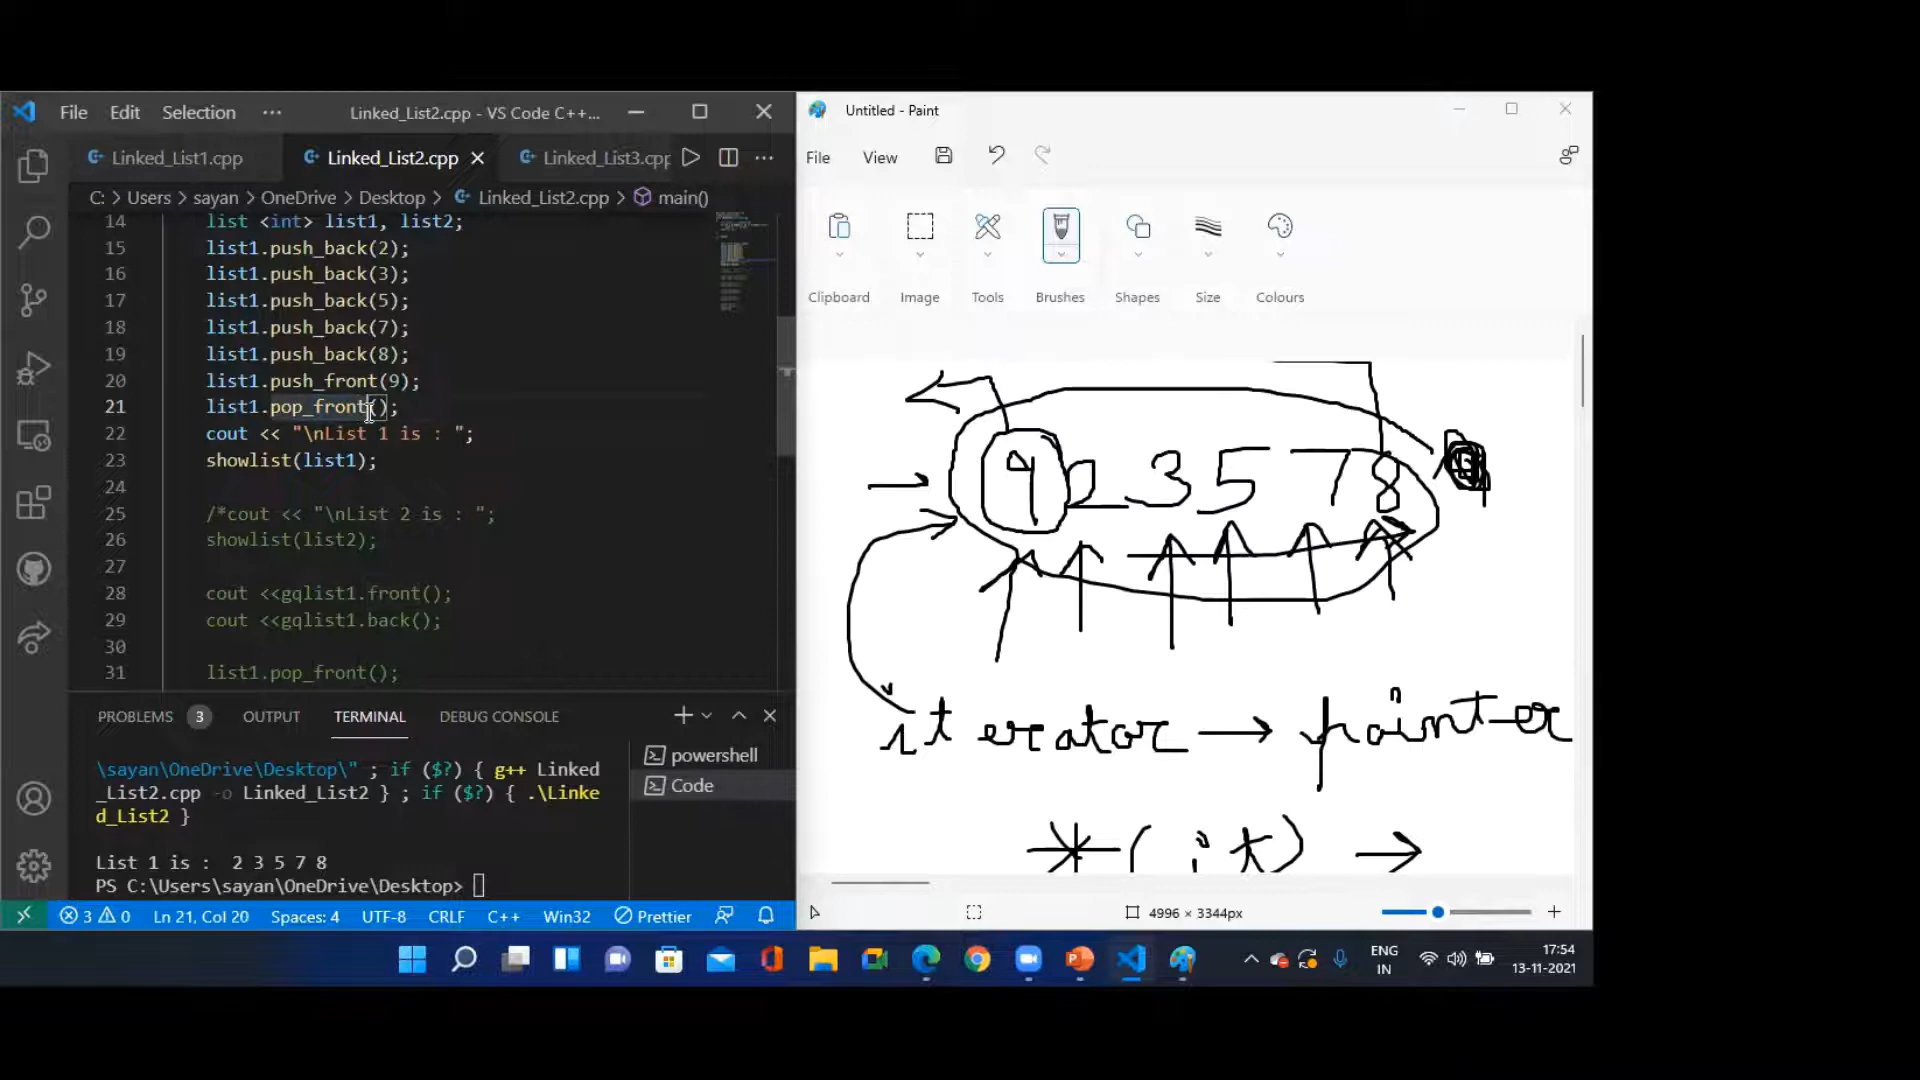 File Edit Selection ··· Linked_List2.cpp - VS Code C++...
Linked_List1.cpp Linked_List2.cpp Linked_List3.cpp
C: > Users > sayan > OneDrive > Desktop > Linked_List2.cpp > main()
14 list <int> list1, list2;
15 list1.push_back(2);
16 list1.push_back(3);
17 list1.push_back(5);
18 list1.push_back(7);
19 list1.push_back(8);
20 list1.push_front(9);
21 list1.pop_front();
22 cout << "\nList 1 is : ";
23 showlist(list1);
24
25 /*cout << "\nList 2 is : ";
26 showlist(list2);
27
28 cout <<gqlist1.front();
29 cout <<gqlist1.back();
30
31 list1.pop_front();
PROBLEMS 3 OUTPUT TERMINAL DEBUG CONSOLE
\sayan\OneDrive\Desktop\" ; if ($?) { g++ Linked
_List2.cpp -o Linked_List2 } ; if ($?) { .\Linke
d_List2 }
List 1 is : 2 3 5 7 8
PS C:\Users\sayan\OneDrive\Desktop>
powershell
Code
3 0 Ln 21, Col 20 Spaces: 4 UTF-8 CRLF C++ Win32 Prettier
Untitled - Paint
File View
Clipboard Image Tools Brushes Shapes Size Colours
9 2 3 5 7 8
iterator → pointer
*(it) →
4996 × 3344px
ENG
IN
17:54
13-11-2021